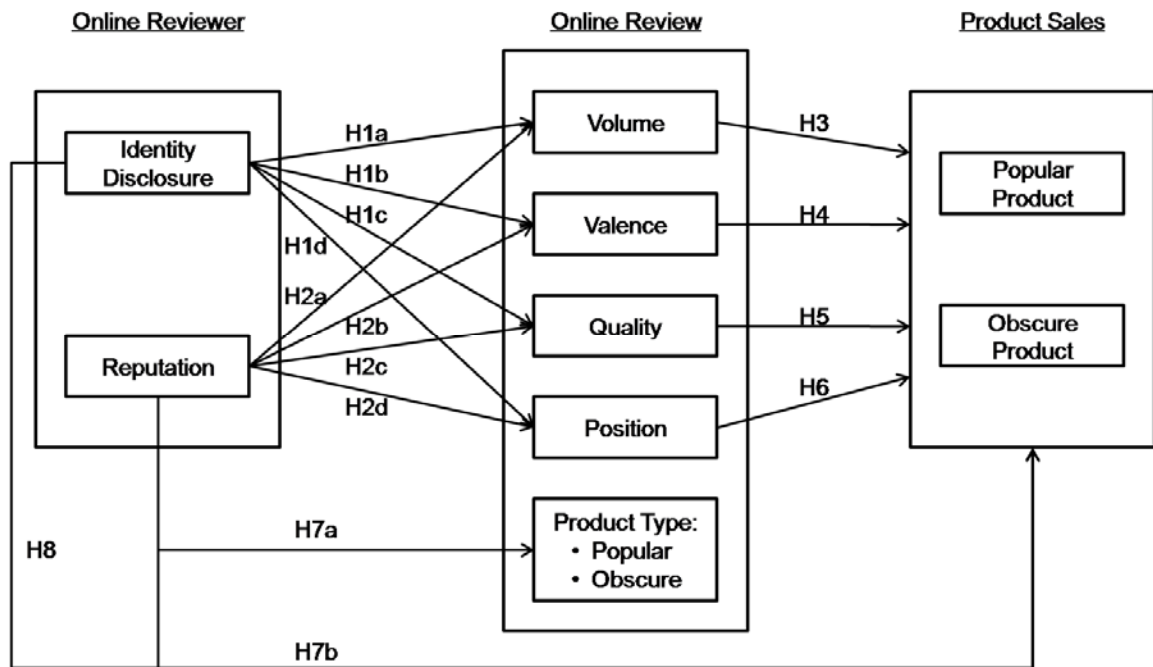 Online Reviewer
Online Review
Product Sales
Identity
Disclosure
Reputation
H1a
H1b
H1c
H1d
H2a
H2b
H2c
H2d
Volume
Valence
Quality
Position
Product Type:
• Popular
• Obscure
H3
H4
H5
H6
Popular
Product
Obscure
Product
H7a
H8
H7b